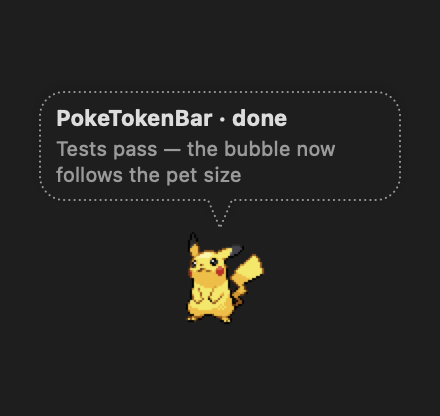 PokeTokenBar · done
Tests pass — the bubble now
follows the pet size